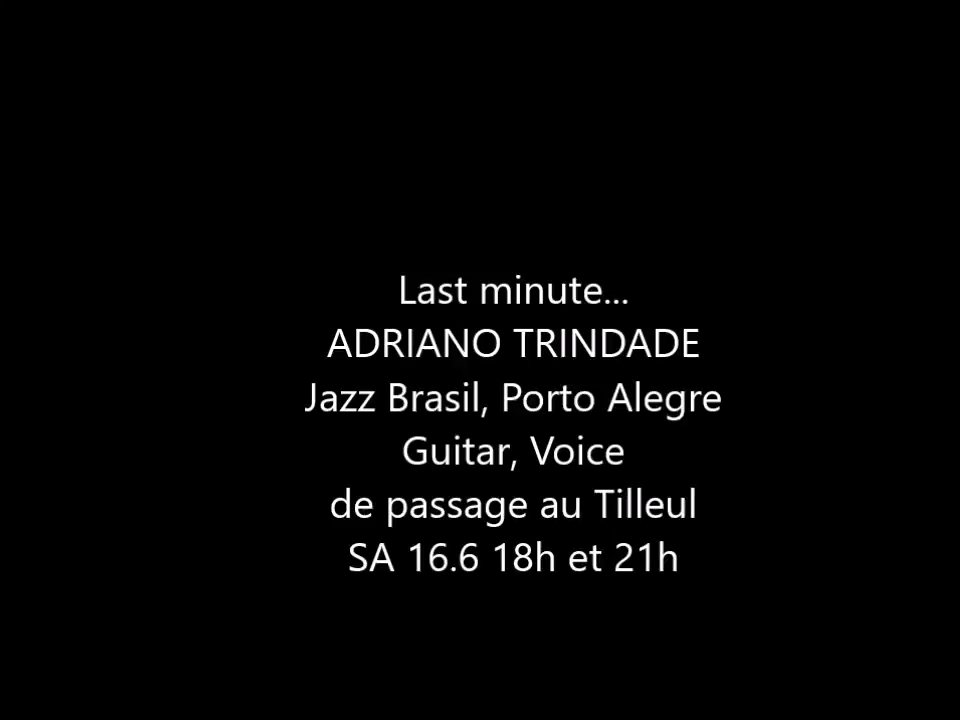 Last minute...
ADRIANO TRINDADE
Jazz Brasil, Porto Alegre
Guitar, Voice
de passage au Tilleul
SA 16.6 18h et 21h